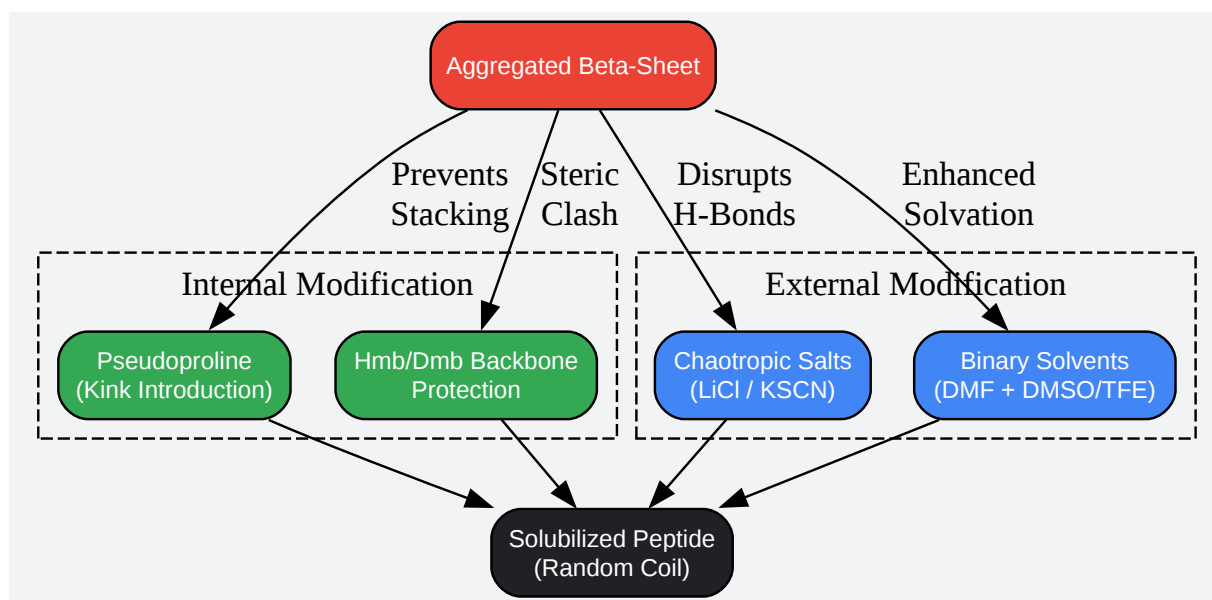 Aggregated Beta-Sheet
Prevents
Stacking
Steric
Clash
Disrupts
H-Bonds
Enhanced
Solvation
Internal Modification
External Modification
Pseudoproline
(Kink Introduction)
Hmb/Dmb Backbone
Protection
Chaotropic Salts
(LiCl / KSCN)
Binary Solvents
(DMF + DMSO/TFE)
Solubilized Peptide
(Random Coil)